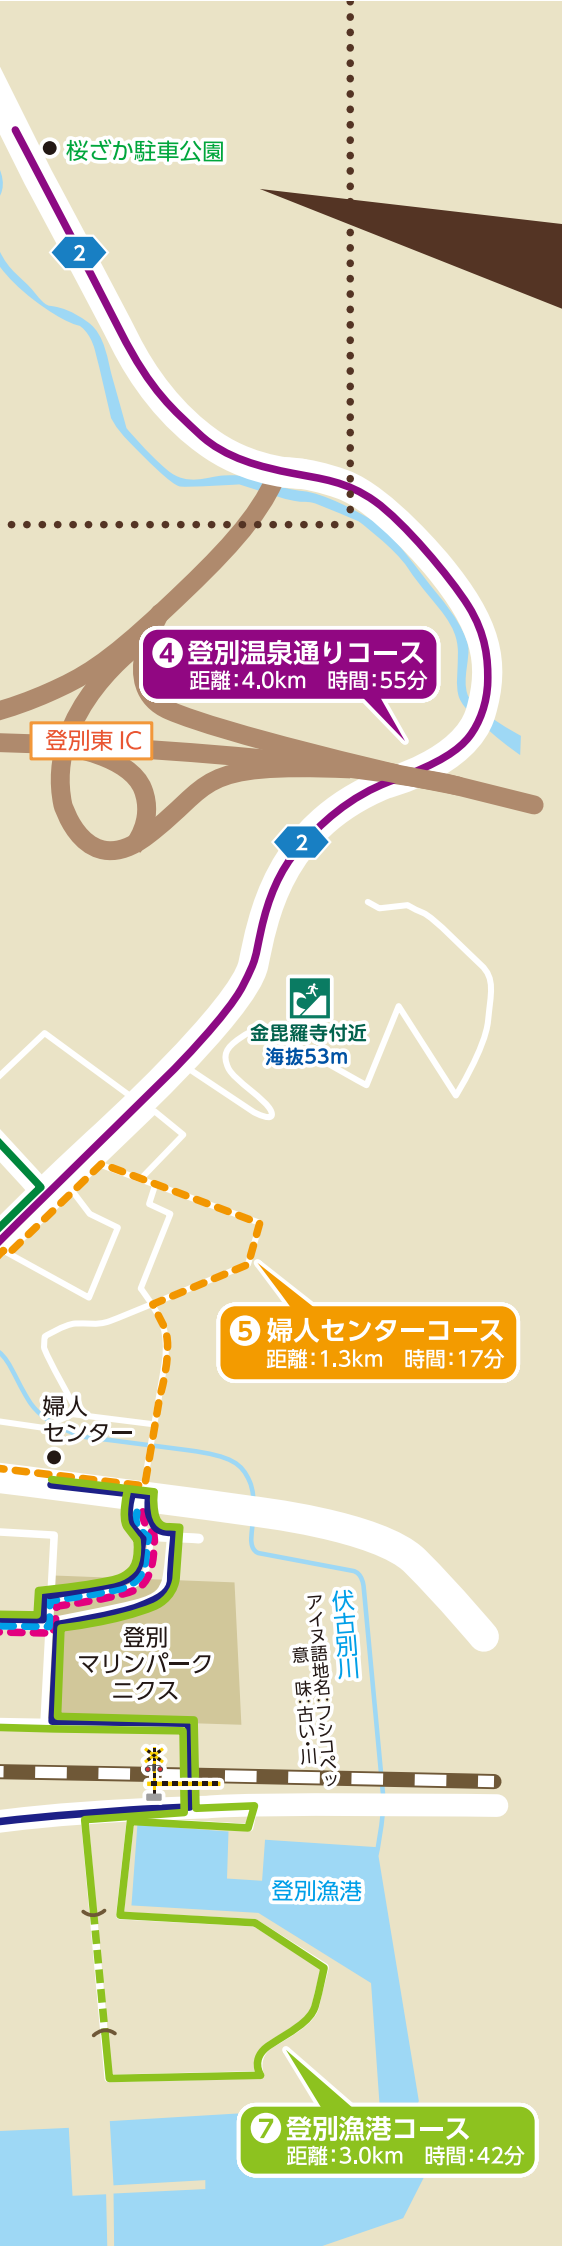 桜ざか駐車公園
2
4 登別温泉通りコース
距離:4.0km 時間:55分
登別東 IC
2
金毘羅寺付近
海抜53m
5 婦人センターコース
距離:1.3km 時間:17分
婦人
センター
登別
マリンパーク
ニクス
伏古別川
アイヌ語地名:フシコペッ
意 味:古い・川
登別漁港
7 登別漁港コース
距離:3.0km 時間:42分